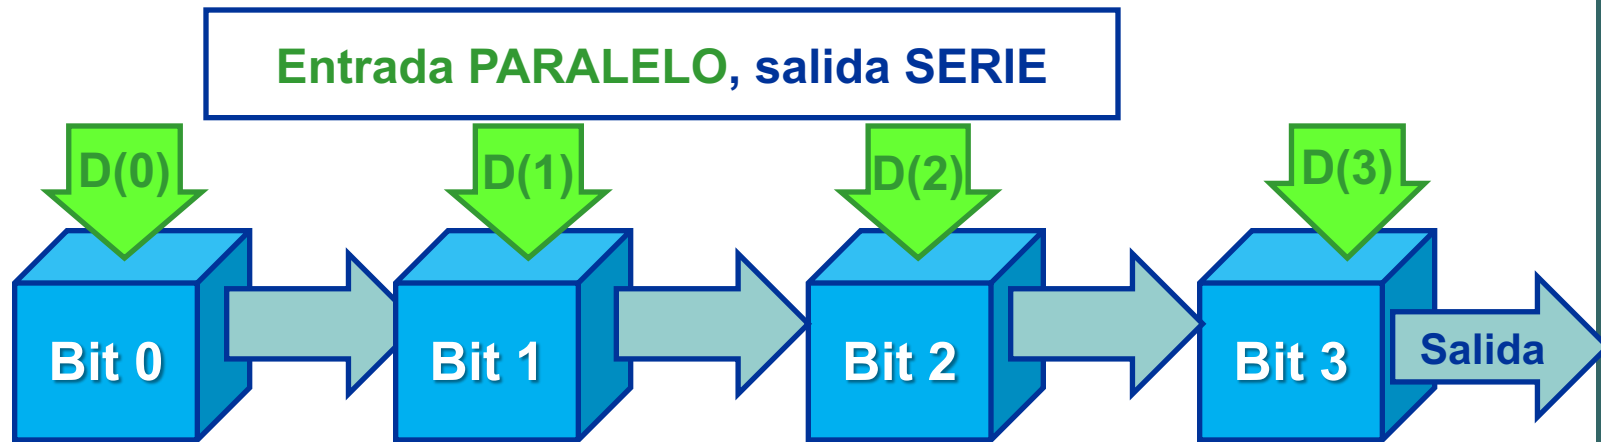 Entrada PARALELO, salida SERIE
D(0) D(1) D(2) D(3)
Bit 0 Bit 1 Bit 2 Bit 3 Salida